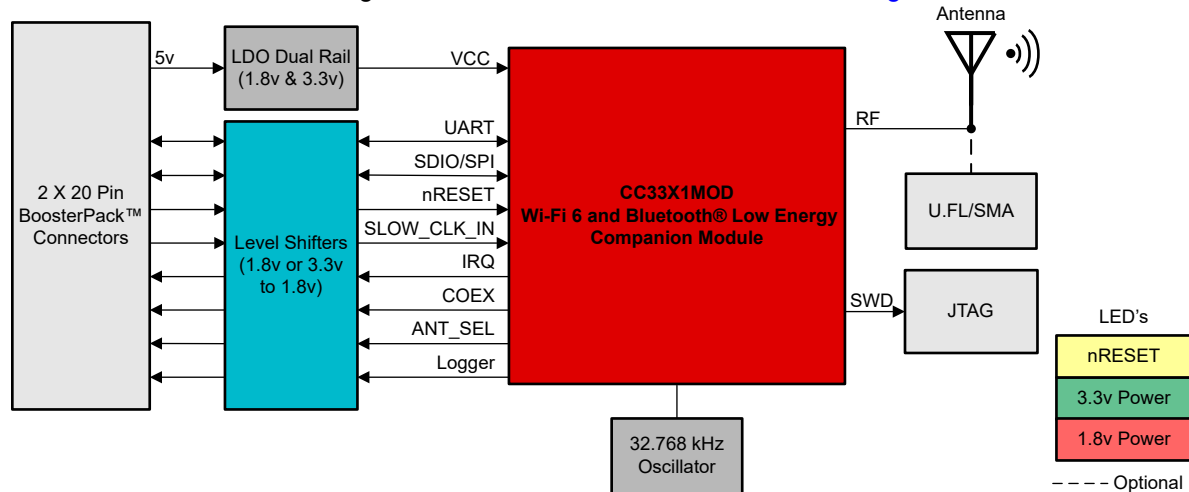 Antenna
5v
LDO Dual Rail
(1.8v & 3.3v)
VCC
RF
UART
SDIO/SPI
nRESET
SLOW_CLK_IN
IRQ
COEX
ANT_SEL
Logger
2 X 20 Pin
BoosterPack™
Connectors
Level Shifters
(1.8v or 3.3v
to 1.8v)
CC33X1MOD
Wi-Fi 6 and Bluetooth® Low Energy
Companion Module
U.FL/SMA
SWD
JTAG
LED's
nRESET
3.3v Power
1.8v Power
Optional
32.768 kHz
Oscillator